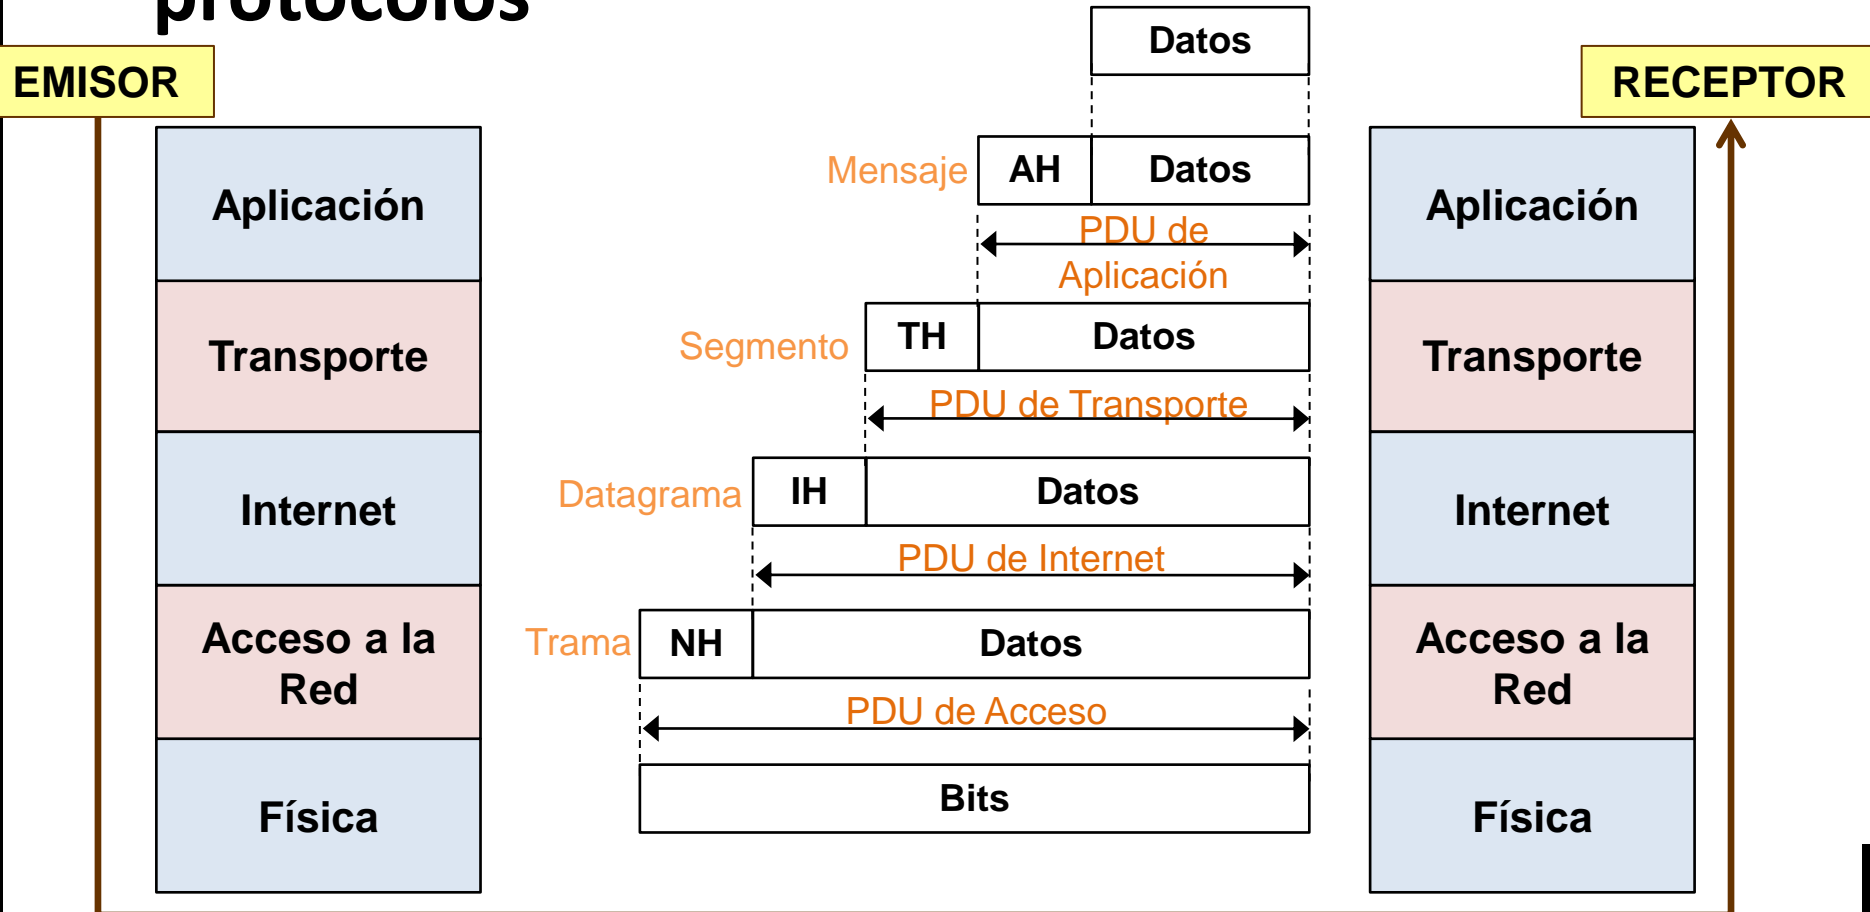 protocolos
Datos
EMISOR
RECEPTOR
Mensaje AH Datos
Aplicación
Aplicación
PDU de
Aplicación
Transporte
Segmento TH Datos
Transporte
PDU de Transporte
Internet
Datagrama IH Datos
Internet
PDU de Internet
Acceso a la
Red
Trama NH Datos
Acceso a la
Red
PDU de Acceso
Física
Bits
Física